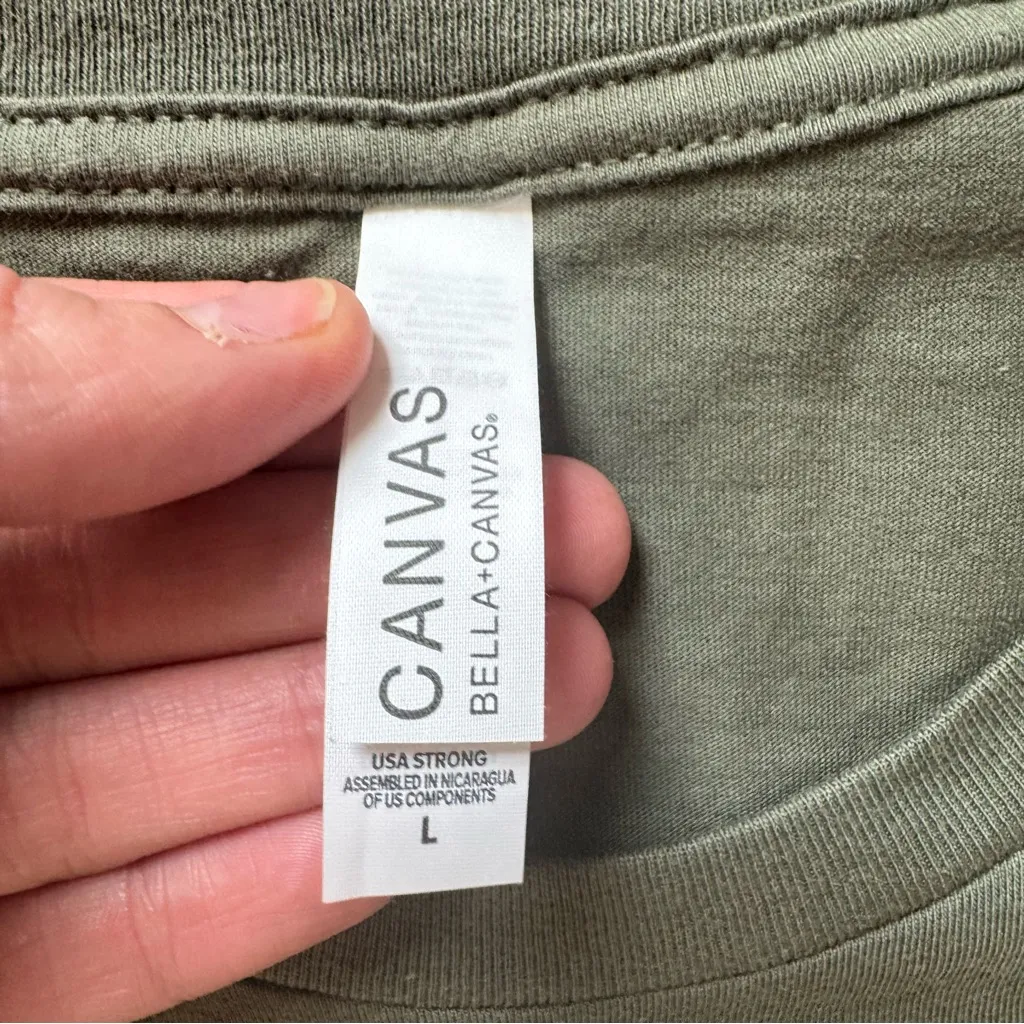 CANVAS
BELLA+CANVAS®
USA STRONG
ASSEMBLED IN NICARAGUA
OF US COMPONENTS
L